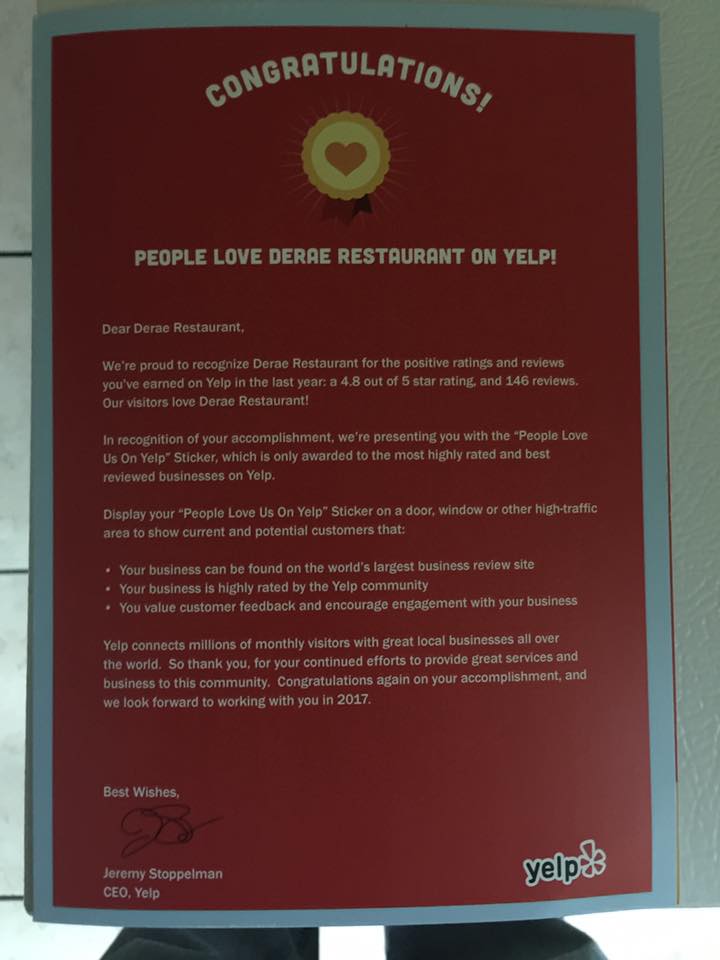 CONGRATULATIONS!
PEOPLE LOVE DERAE RESTAURANT ON YELP!
Dear Derae Restaurant,
We're proud to recognize Derae Restaurant for the positive ratings and reviews
you've earned on Yelp in the last year: a 4.8 out of 5 star rating, and 146 reviews.
Our visitors love Derae Restaurant!
In recognition of your accomplishment, we're presenting you with the “People Love
Us On Yelp” Sticker, which is only awarded to the most highly rated and best
reviewed businesses on Yelp.
Display your “People Love Us On Yelp” Sticker on a door, window or other high-traffic
area to show current and potential customers that:
• Your business can be found on the world's largest business review site
• Your business is highly rated by the Yelp community
• You value customer feedback and encourage engagement with your business
Yelp connects millions of monthly visitors with great local businesses all over
the world.  So thank you, for your continued efforts to provide great services and
business to this community.  Congratulations again on your accomplishment, and
we look forward to working with you in 2017.
Best Wishes,
Jeremy Stoppelman
CEO, Yelp
yelp